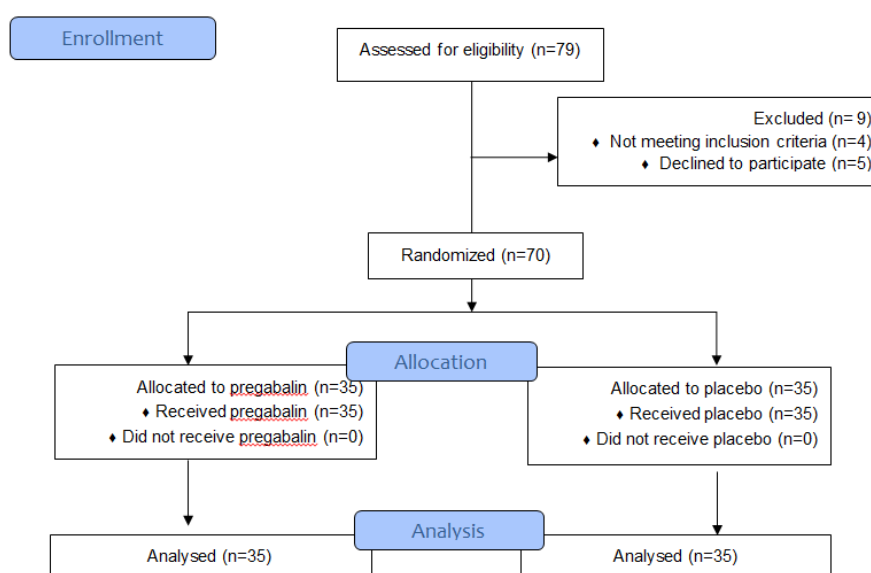 Enrollment
Assessed for eligibility (n=79)
Excluded (n= 9)
♦ Not meeting inclusion criteria (n=4)
♦ Declined to participate (n=5)
Randomized (n=70)
Allocation
Allocated to pregabalin (n=35)
♦ Received pregabalin (n=35)
♦ Did not receive pregabalin (n=0)
Allocated to placebo (n=35)
♦ Received placebo (n=35)
♦ Did not receive placebo (n=0)
Analysis
Analysed (n=35)
Analysed (n=35)